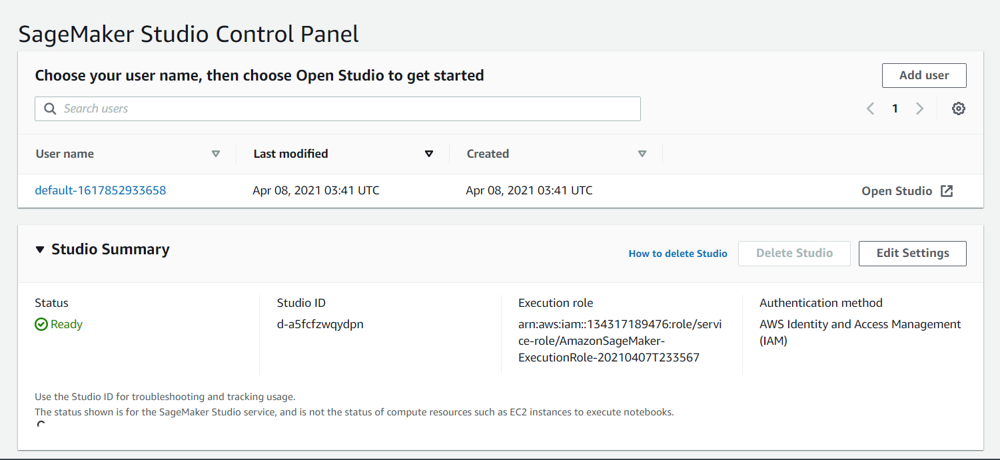 SageMaker Studio Control Panel
Choose your user name, then choose Open Studio to get started
Add user
Search users
1
User name
Last modified
Created
default-1617852933658
Apr 08, 2021 03:41 UTC
Apr 08, 2021 03:41 UTC
Open Studio
Studio Summary
How to delete Studio
Delete Studio
Edit Settings
Status
Ready
Studio ID
d-a5fcfzwqydpn
Execution role
arn:aws:iam::134317189476:role/servi
ce-role/AmazonSageMaker-
ExecutionRole-20210407T233567
Authentication method
AWS Identity and Access Management
(IAM)
Use the Studio ID for troubleshooting and tracking usage.
The status shown is for the SageMaker Studio service, and is not the status of compute resources such as EC2 instances to execute notebooks.